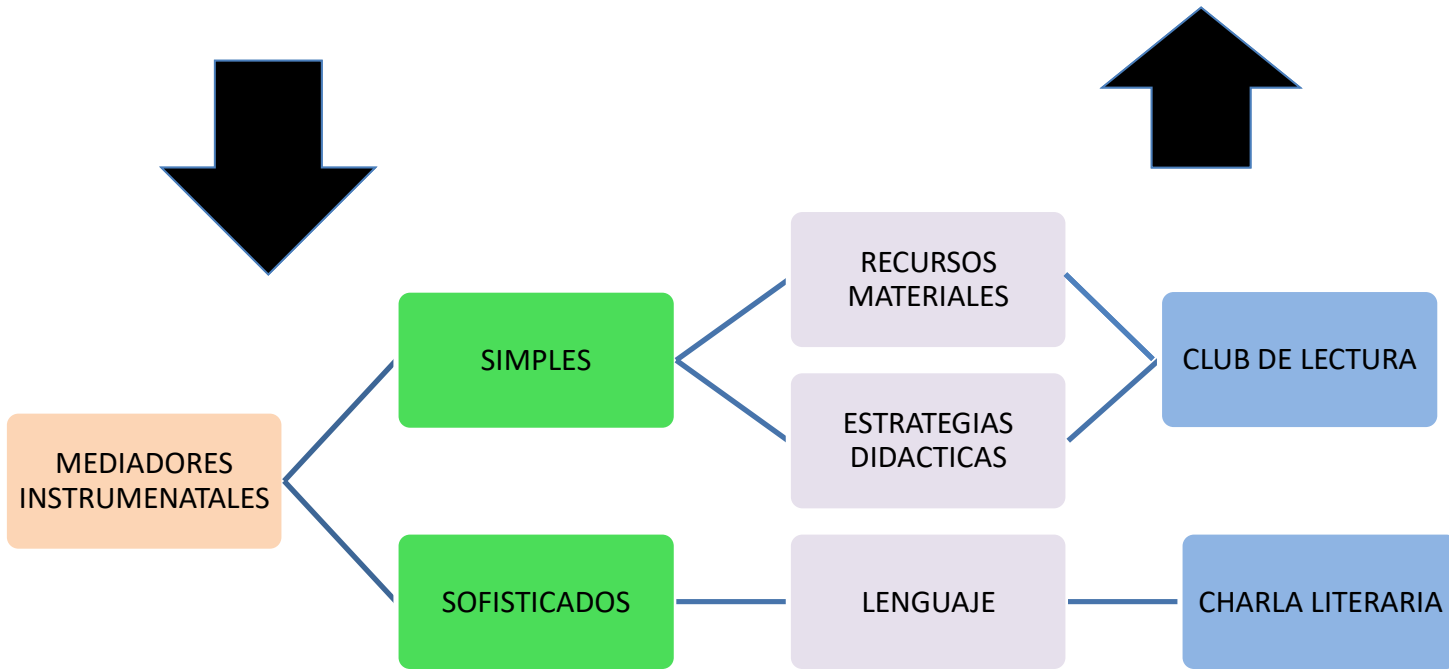 MEDIADORES
INSTRUMENATALES
SIMPLES
SOFISTICADOS
RECURSOS
MATERIALES
ESTRATEGIAS
DIDACTICAS
LENGUAJE
CLUB DE LECTURA
CHARLA LITERARIA